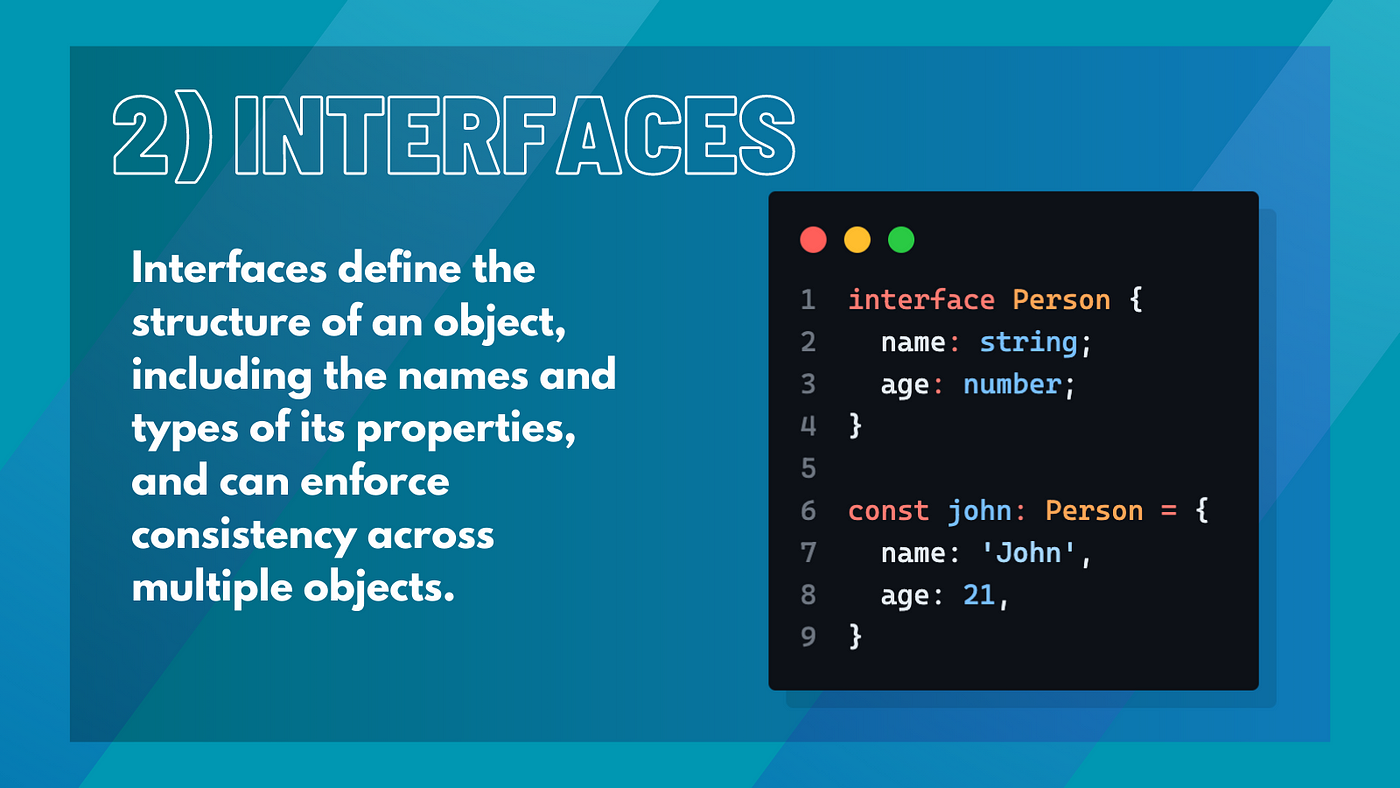 2) INTERFACES
Interfaces define the
structure of an object,
including the names and
types of its properties,
and can enforce
consistency across
multiple objects.
1 interface Person {
2   name: string;
3   age: number;
4 }
5
6 const john: Person = {
7   name: 'John',
8   age: 21,
9 }